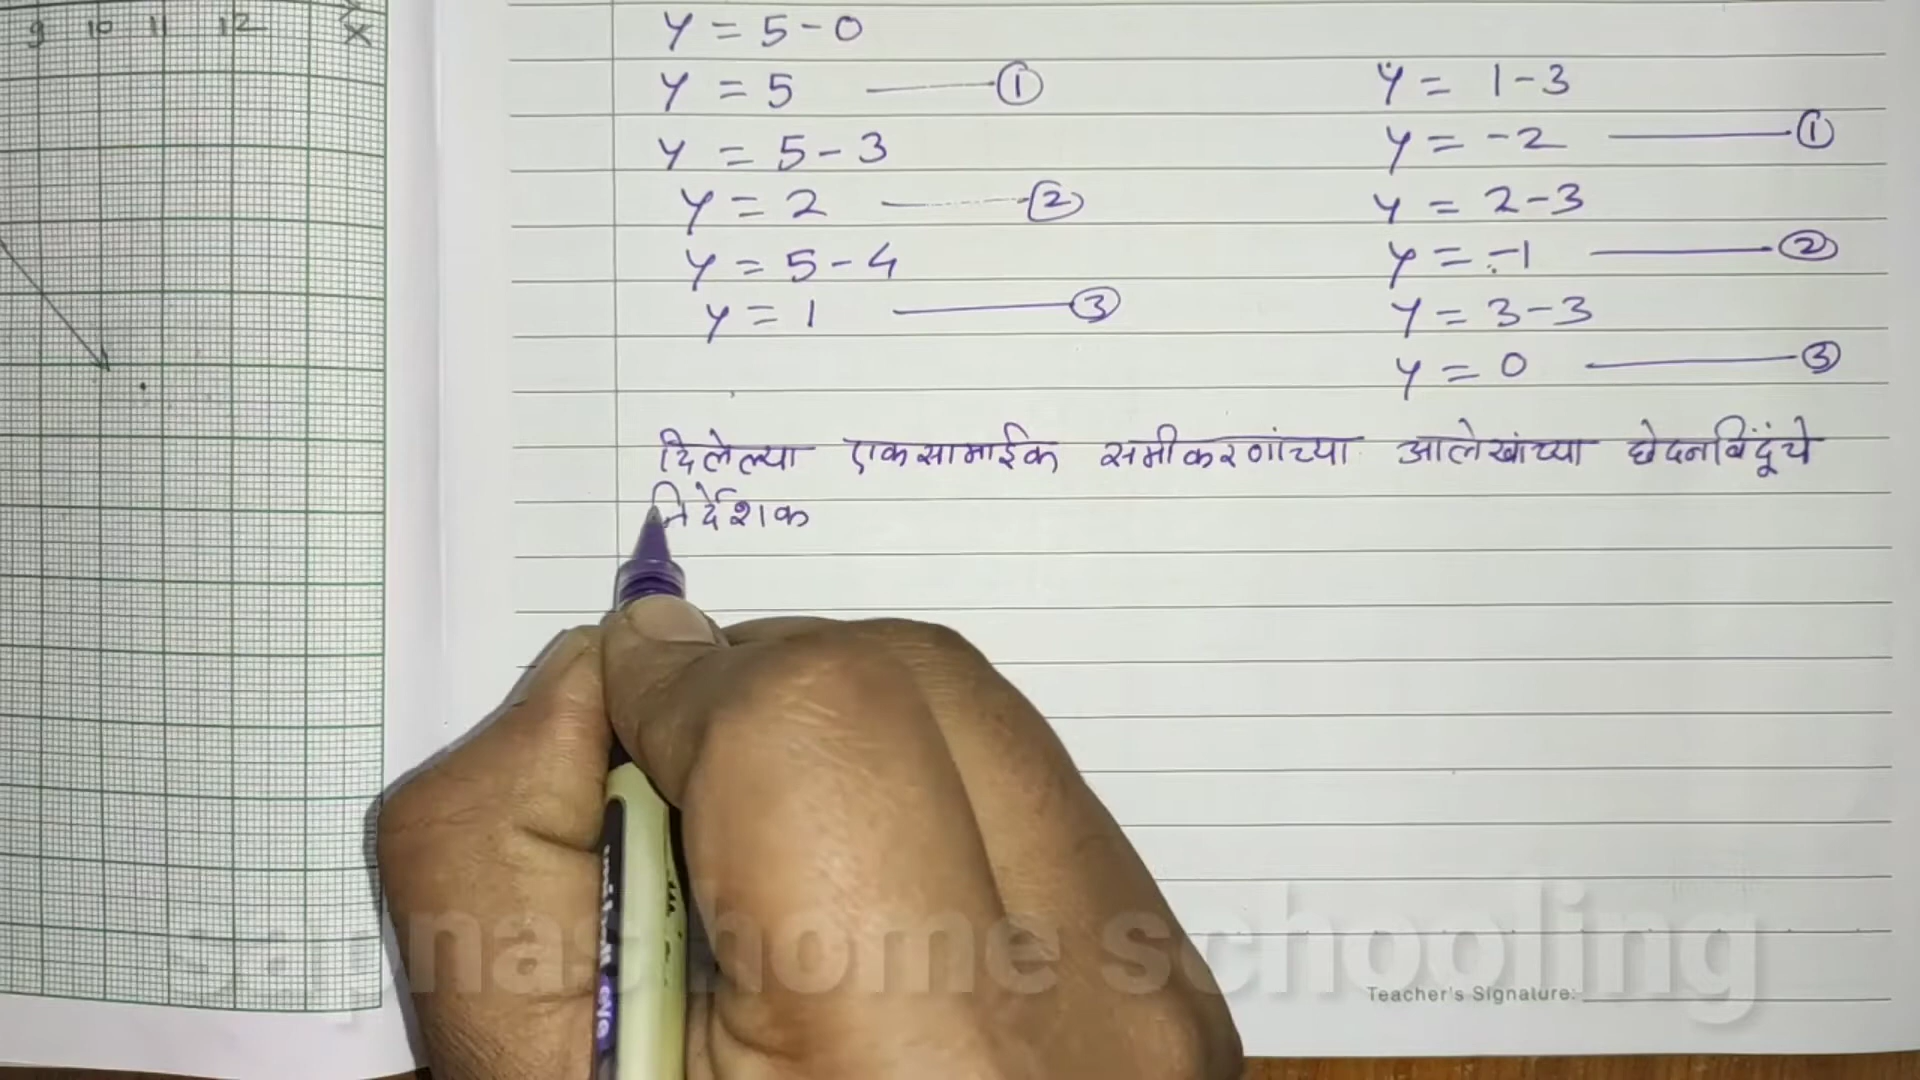 9 10 11 12 X
y = 5-0
y = 5 ①
y = 5-3
y = 2 ②
y = 5-4
y = 1 ③
y = 1-3
y = -2 ①
y = 2-3
y = -1 ②
y = 3-3
y = 0 ③
दिलेल्या एकसामाईक समीकरणांच्या आलेखांच्या छेदनबिंदूंचे
निर्देशक
sapnas home schooling
Teacher's Signature: